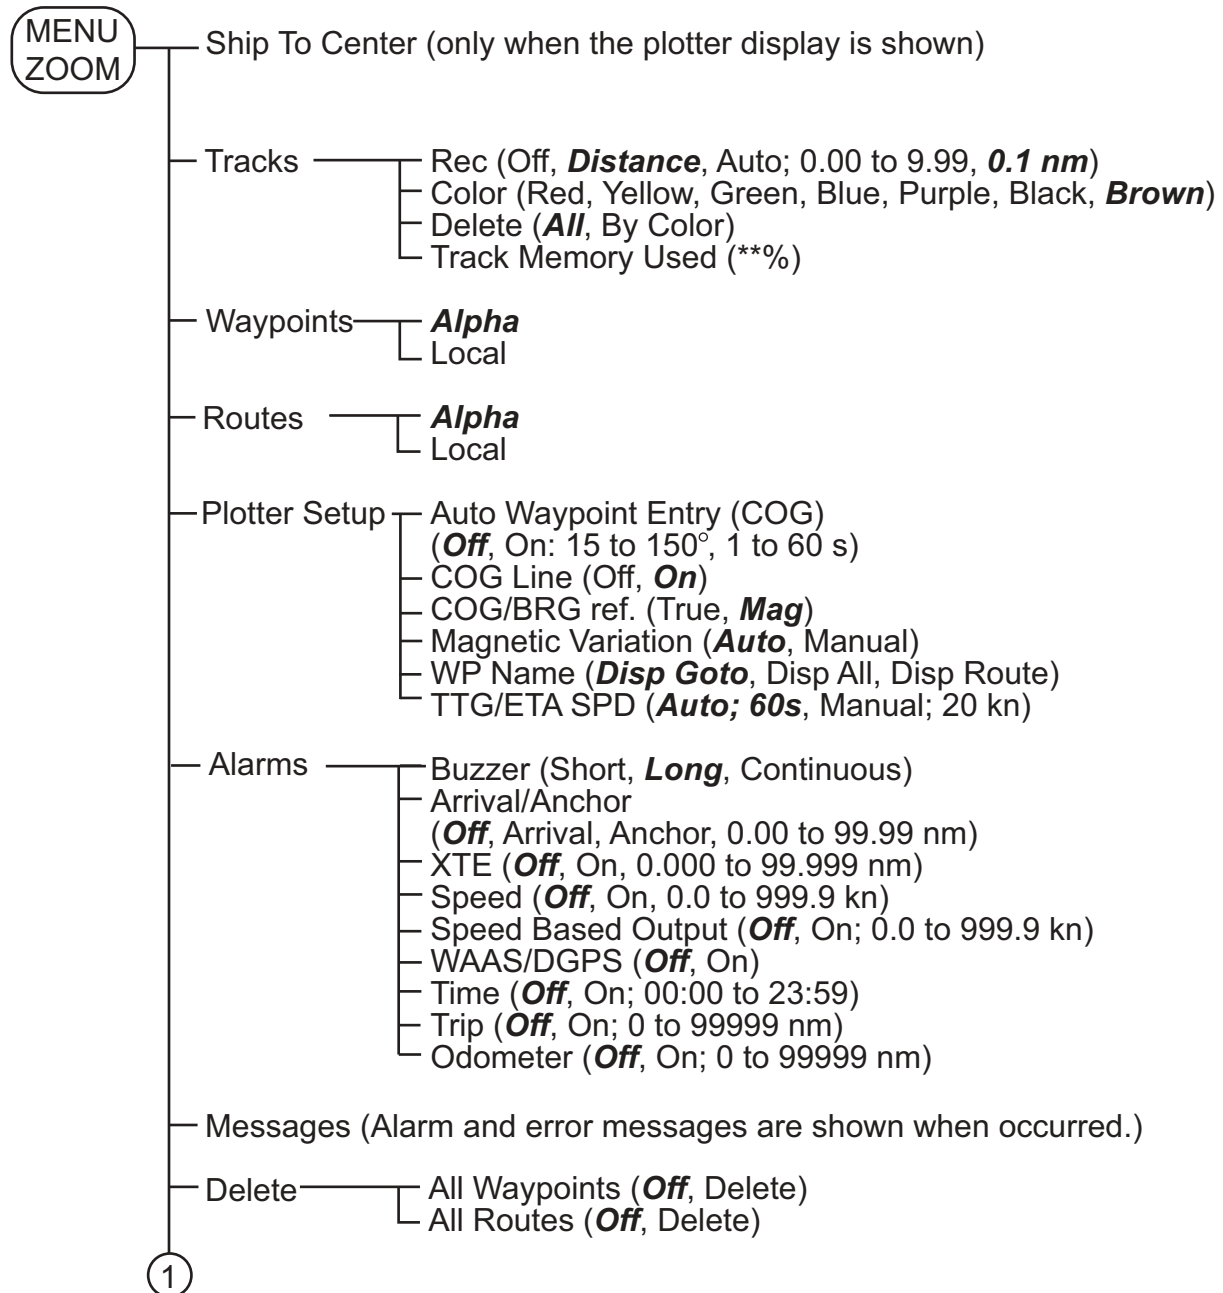 MENU
ZOOM
Ship To Center (only when the plotter display is shown)
Tracks
Rec (Off, Distance, Auto; 0.00 to 9.99, 0.1 nm)
Color (Red, Yellow, Green, Blue, Purple, Black, Brown)
Delete (All, By Color)
Track Memory Used (**%)
Waypoints
Alpha
Local
Routes
Alpha
Local
Plotter Setup
Auto Waypoint Entry (COG)
(Off, On: 15 to 150°, 1 to 60 s)
COG Line (Off, On)
COG/BRG ref. (True, Mag)
Magnetic Variation (Auto, Manual)
WP Name (Disp Goto, Disp All, Disp Route)
TTG/ETA SPD (Auto; 60s, Manual; 20 kn)
Alarms
Buzzer (Short, Long, Continuous)
Arrival/Anchor
(Off, Arrival, Anchor, 0.00 to 99.99 nm)
XTE (Off, On, 0.000 to 99.999 nm)
Speed (Off, On, 0.0 to 999.9 kn)
Speed Based Output (Off, On; 0.0 to 999.9 kn)
WAAS/DGPS (Off, On)
Time (Off, On; 00:00 to 23:59)
Trip (Off, On; 0 to 99999 nm)
Odometer (Off, On; 0 to 99999 nm)
Messages (Alarm and error messages are shown when occurred.)
Delete
All Waypoints (Off, Delete)
All Routes (Off, Delete)
1